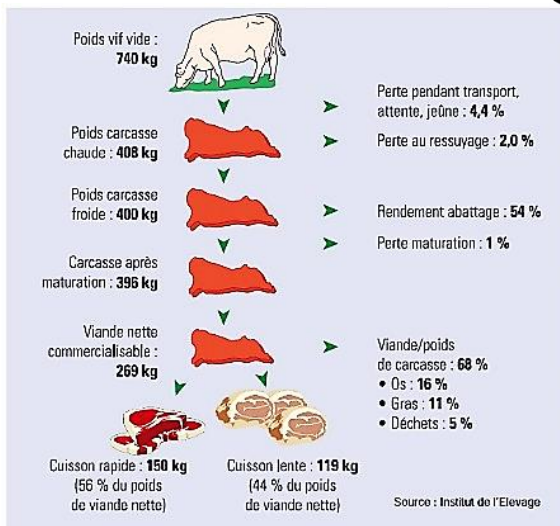 Poids vif vide :
740 kg
Perte pendant transport,
attente, jeûne : 4,4 %
Poids carcasse
chaude : 408 kg
Perte au ressuyage : 2,0 %
Poids carcasse
froide : 400 kg
Rendement abattage : 54 %
Perte maturation : 1 %
Carcasse après
maturation : 396 kg
Viande nette
commercialisable :
269 kg
Viande/poids
de carcasse : 68 %
• Os : 16 %
• Gras : 11 %
• Déchets : 5 %
Cuisson rapide : 150 kg
(56 % du poids
de viande nette)
Cuisson lente : 119 kg
(44 % du poids
de viande nette)
Source : Institut de l'Elevage